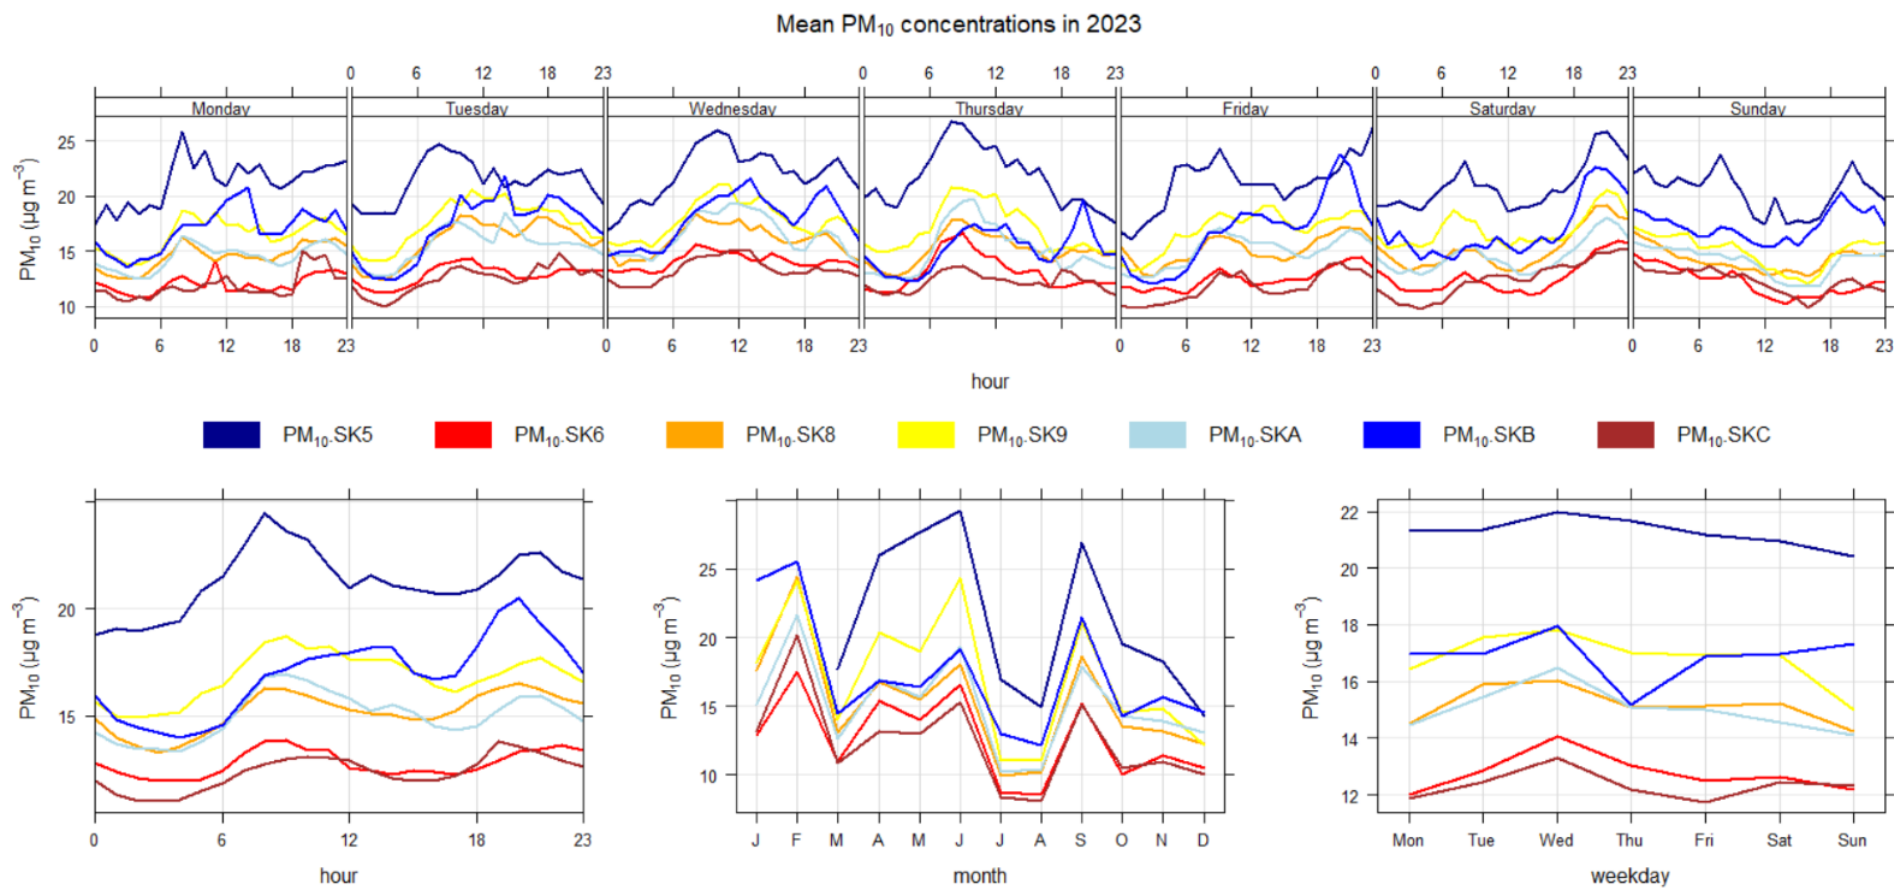 Mean PM₁₀ concentrations in 2023
0 6 12 18 23 0 6 12 18 23 0 6 12 18 23
Monday Tuesday Wednesday Thursday Friday Saturday Sunday
PM₁₀ (µg m⁻³)
25
20
15
10
0 6 12 18 23 0 6 12 18 23 0 6 12 18 23 0 6 12 18 23
hour
PM₁₀-SK5 PM₁₀-SK6 PM₁₀-SK8 PM₁₀-SK9 PM₁₀-SKA PM₁₀-SKB PM₁₀-SKC
PM₁₀ (µg m⁻³)
20
15
0 6 12 18 23
hour
PM₁₀ (µg m⁻³)
25
20
15
10
J F M A M J J A S O N D
month
PM₁₀ (µg m⁻³)
22
20
18
16
14
12
Mon Tue Wed Thu Fri Sat Sun
weekday